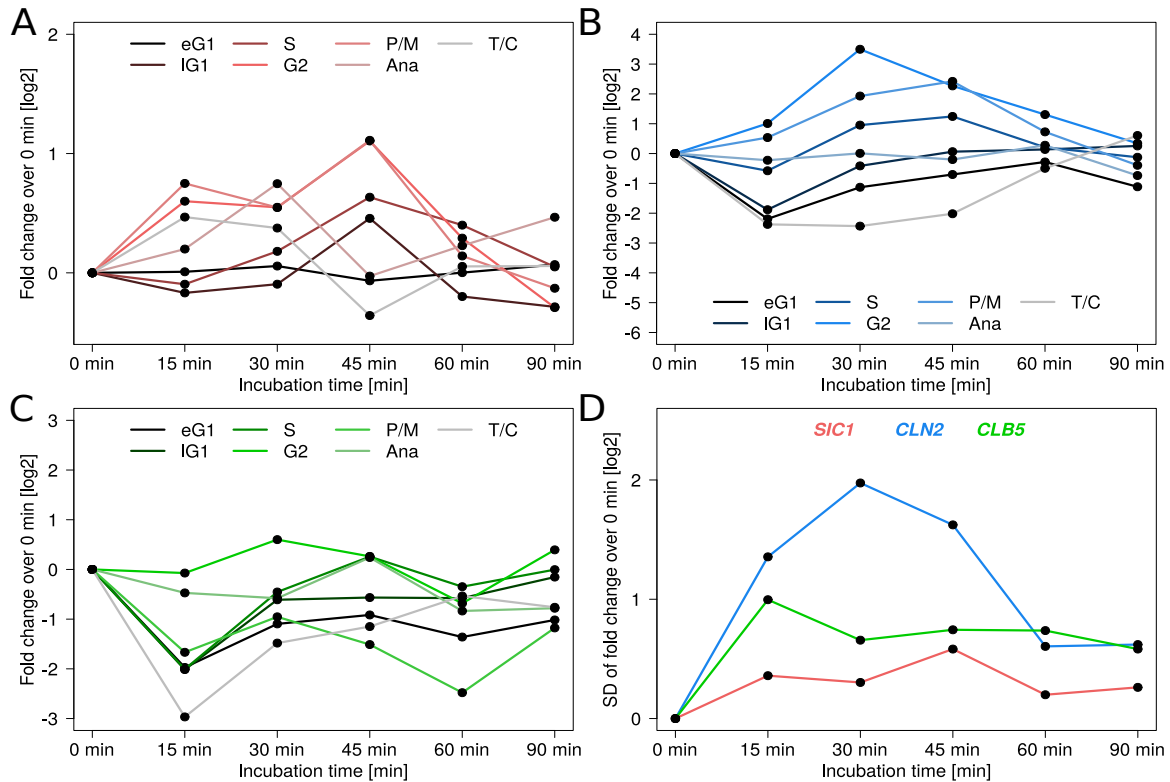 A
Fold change over 0 min [log2]
2
1
0
eG1 S P/M T/C
lG1 G2 Ana
0 min 15 min 30 min 45 min 60 min 90 min
Incubation time [min]
B
Fold change over 0 min [log2]
4
3
2
1
0
-1
-2
-3
-4
-5
-6
eG1 S P/M T/C
lG1 G2 Ana
0 min 15 min 30 min 45 min 60 min 90 min
Incubation time [min]
C
Fold change over 0 min [log2]
3
2
1
0
-1
-2
-3
eG1 S P/M T/C
lG1 G2 Ana
0 min 15 min 30 min 45 min 60 min 90 min
Incubation time [min]
D
SD of fold change over 0 min [log2]
2
1
0
SIC1 CLN2 CLB5
0 min 15 min 30 min 45 min 60 min 90 min
Incubation time [min]